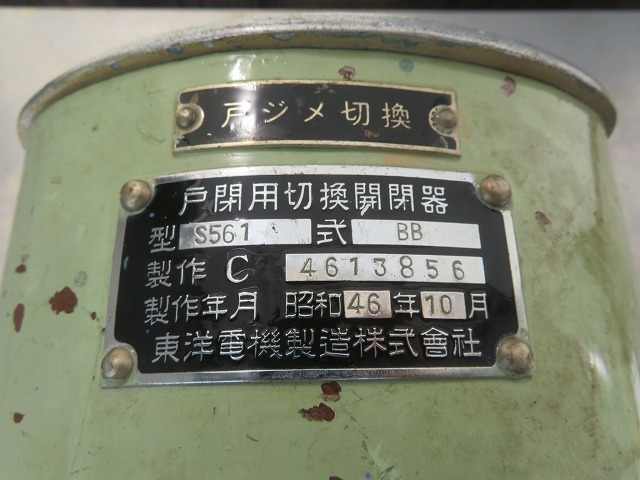 戸ジメ切換
戸閉用切換開閉器
型 S561 式 BB
製作 C 4613856
製作年月 昭和46年10月
東洋電機製造株式會社